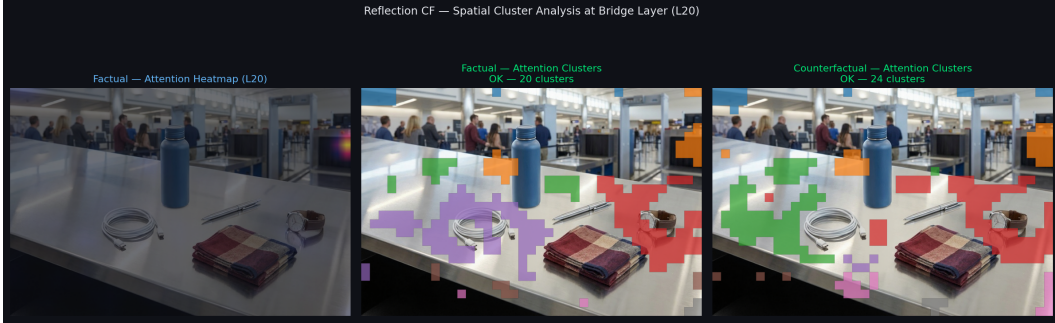 Reflection CF — Spatial Cluster Analysis at Bridge Layer (L20)
Factual — Attention Heatmap (L20)
Factual — Attention Clusters
OK — 20 clusters
Counterfactual — Attention Clusters
OK — 24 clusters